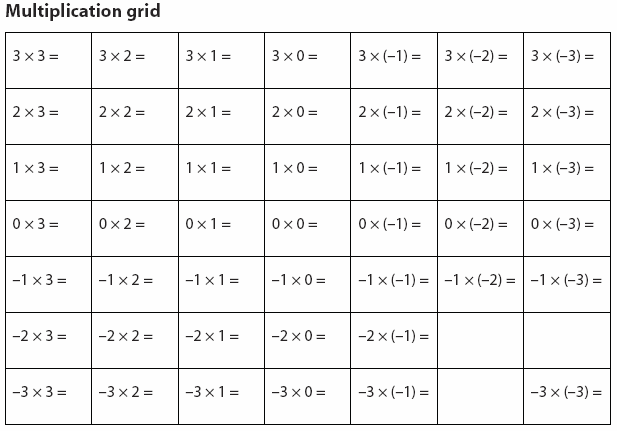 Multiplication grid
3 × 3 = 3 × 2 = 3 × 1 = 3 × 0 = 3 × (–1) = 3 × (–2) = 3 × (–3) =
2 × 3 = 2 × 2 = 2 × 1 = 2 × 0 = 2 × (–1) = 2 × (–2) = 2 × (–3) =
1 × 3 = 1 × 2 = 1 × 1 = 1 × 0 = 1 × (–1) = 1 × (–2) = 1 × (–3) =
0 × 3 = 0 × 2 = 0 × 1 = 0 × 0 = 0 × (–1) = 0 × (–2) = 0 × (–3) =
–1 × 3 = –1 × 2 = –1 × 1 = –1 × 0 = –1 × (–1) = –1 × (–2) = –1 × (–3) =
–2 × 3 = –2 × 2 = –2 × 1 = –2 × 0 = –2 × (–1) =
–3 × 3 = –3 × 2 = –3 × 1 = –3 × 0 = –3 × (–1) = –3 × (–3) =